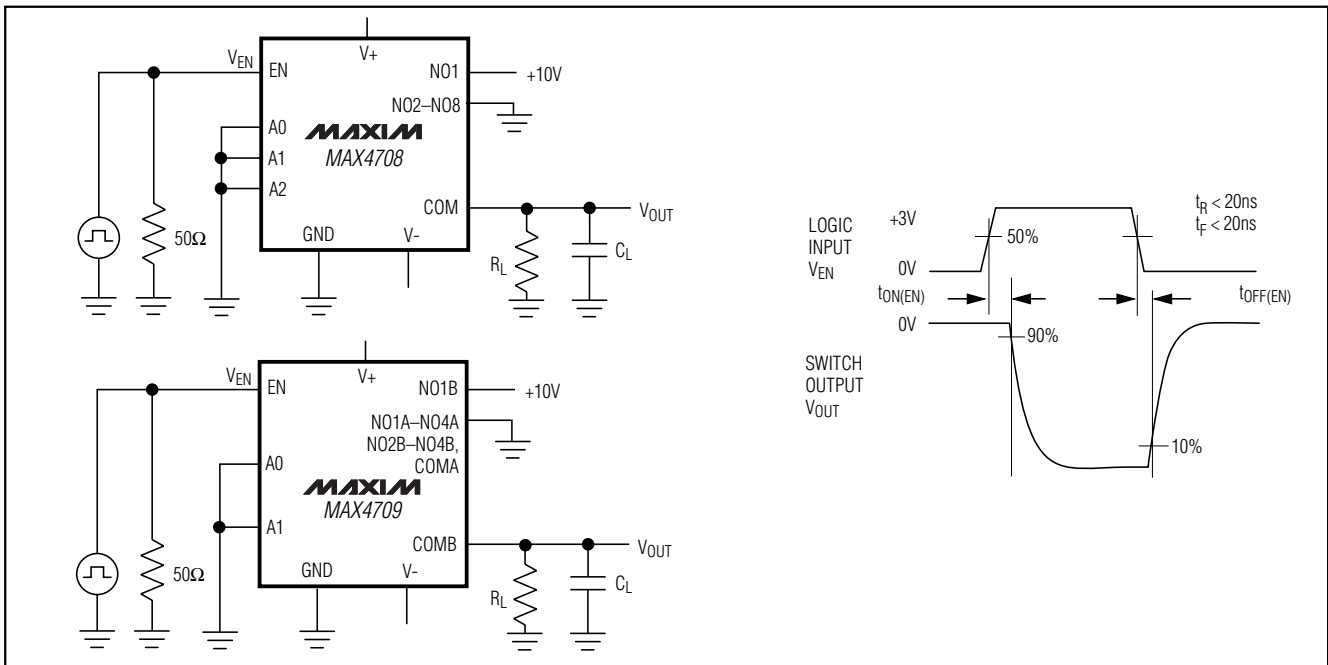 V+
VEN
EN
NO1
+10V
NO2–NO8
A0
MAXIM
A1
MAX4708
A2
COM
VOUT
50Ω
GND
V-
RL
CL
V+
VEN
EN
NO1B
+10V
NO1A–NO4A
NO2B–NO4B,
COMA
A0
MAXIM
MAX4709
A1
COMB
VOUT
50Ω
GND
V-
RL
CL
LOGIC
INPUT
VEN
+3V
50%
tR < 20ns
tF < 20ns
0V
tON(EN)
tOFF(EN)
0V
90%
SWITCH
OUTPUT
VOUT
10%